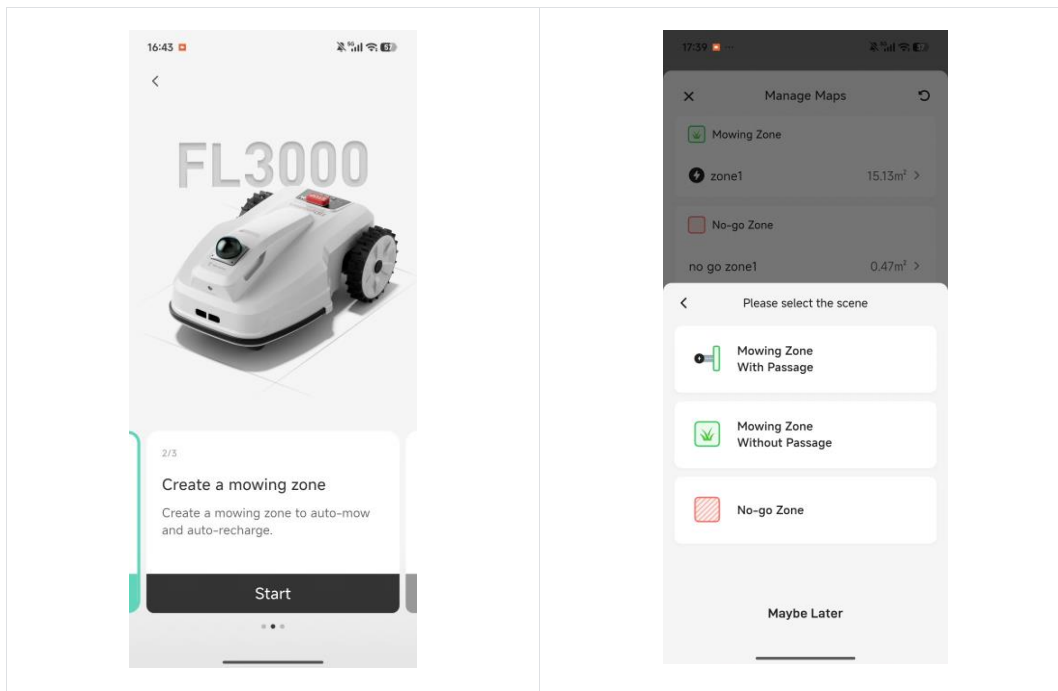 16:43
5G
FL3000
2/3
Create a mowing zone
Create a mowing zone to auto-mow
and auto-recharge.
Start
17:39
5G
Manage Maps
Mowing Zone
zone1
15.13m²
No-go Zone
no go zone1
0.47m²
Please select the scene
Mowing Zone
With Passage
Mowing Zone
Without Passage
No-go Zone
Maybe Later